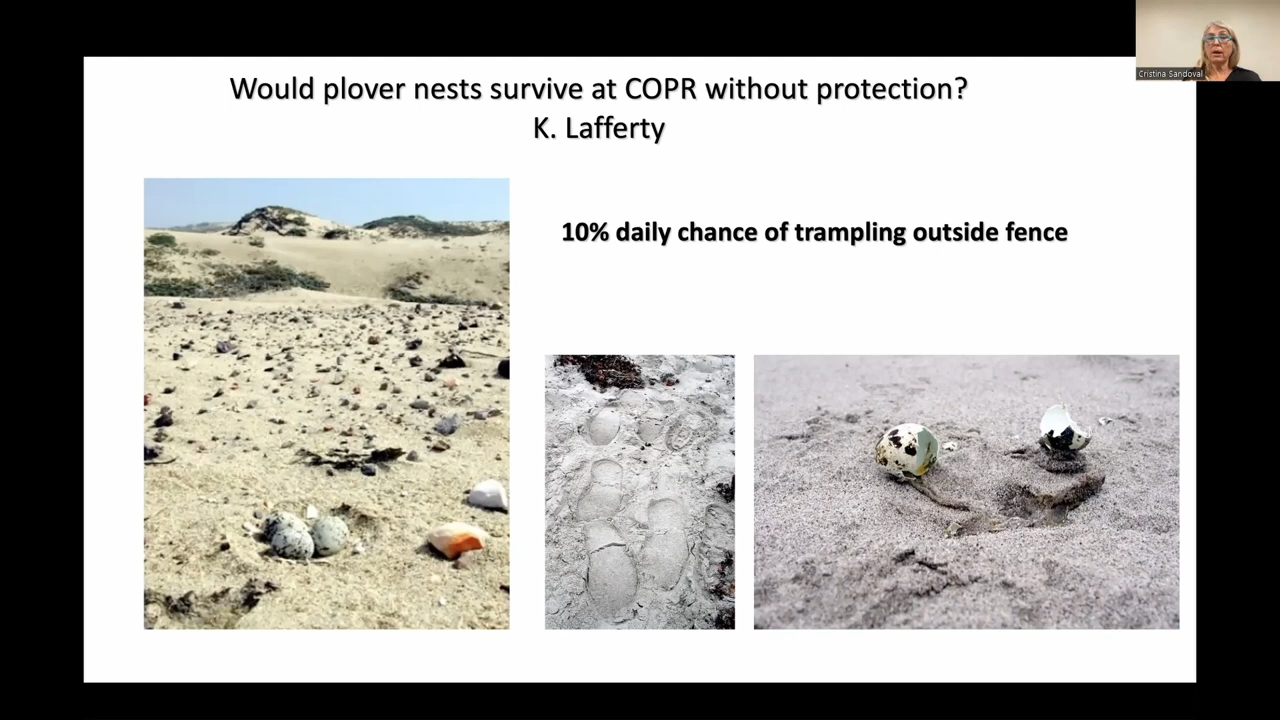 Would plover nests survive at COPR without protection?
K. Lafferty
10% daily chance of trampling outside fence
Cristina Sandoval